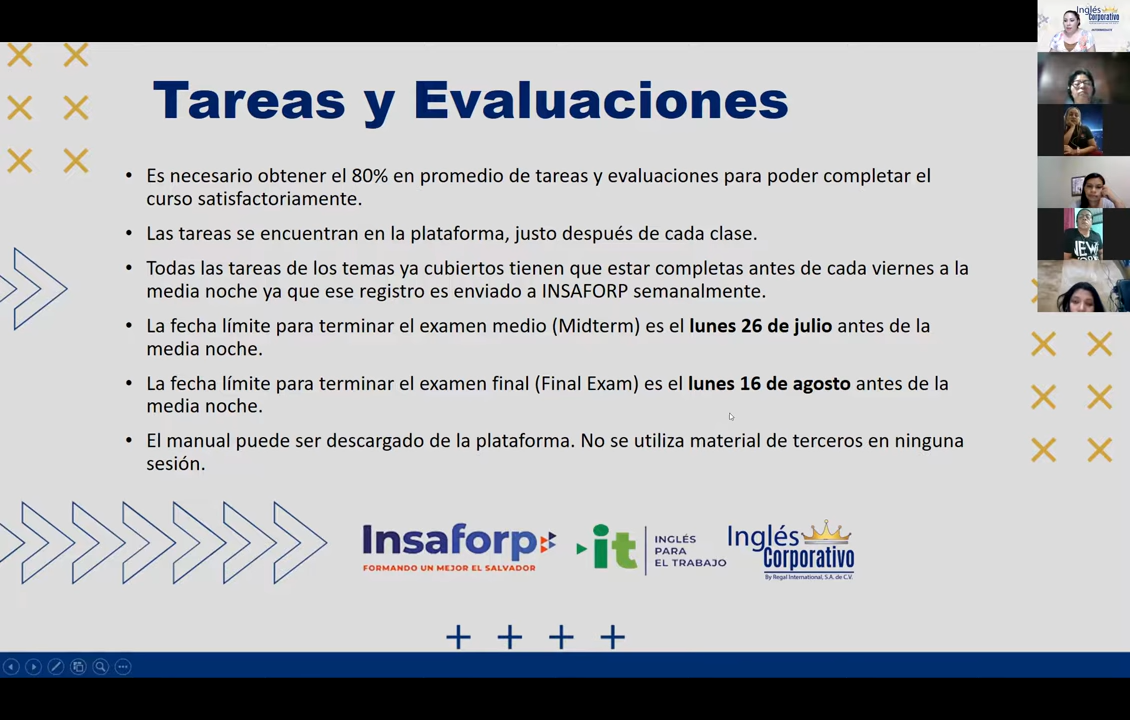 Tareas y Evaluaciones
• Es necesario obtener el 80% en promedio de tareas y evaluaciones para poder completar el
curso satisfactoriamente.
• Las tareas se encuentran en la plataforma, justo después de cada clase.
• Todas las tareas de los temas ya cubiertos tienen que estar completas antes de cada viernes a la
media noche ya que ese registro es enviado a INSAFORP semanalmente.
• La fecha límite para terminar el examen medio (Midterm) es el lunes 26 de julio antes de la
media noche.
• La fecha límite para terminar el examen final (Final Exam) es el lunes 16 de agosto antes de la
media noche.
• El manual puede ser descargado de la plataforma. No se utiliza material de terceros en ninguna
sesión.
Insaforp
FORMANDO UN MEJOR EL SALVADOR
it
INGLÉS
PARA
EL TRABAJO
Inglés
Corporativo
By Regal International, S.A. de C.V.
Inglés
Corporativo
NEW